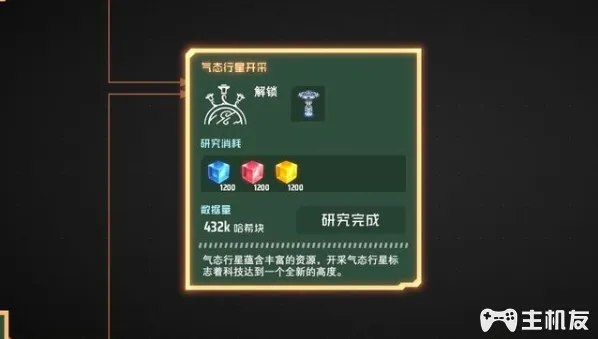 气态行星开采
解锁
研究消耗
1200 1200 1200
数据量
432k 哈希块
研究完成
气态行星蕴含丰富的资源，开采气态行星标
志着科技达到一个全新的高度。
主机友